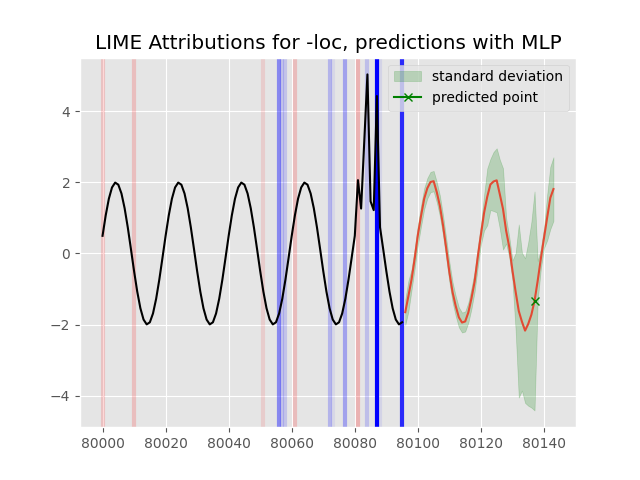 LIME Attributions for -loc, predictions with MLP
standard deviation
predicted point
4
2
0
−2
−4
80000 80020 80040 80060 80080 80100 80120 80140